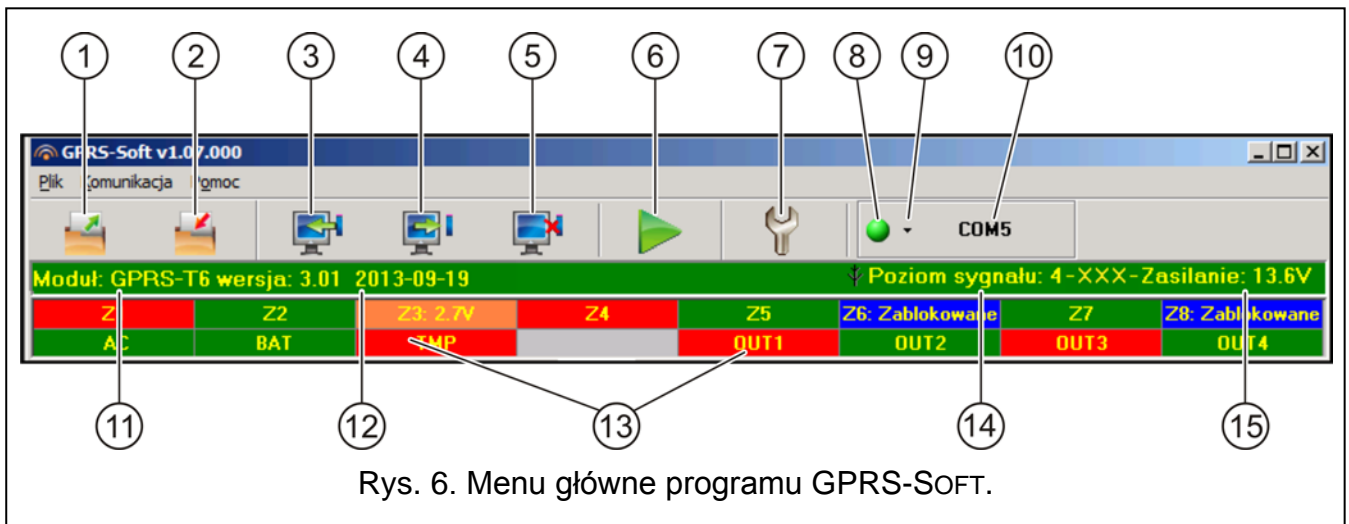 1 2 3 4 5 6 7 8 9 10
GPRS-Soft v1.07.000
Plik Komunikacja Pomoc
COM5
Moduł: GPRS-T6 wersja: 3.01 2013-09-19 Poziom sygnału: 4-XXX-Zasilanie: 13.6V
Z Z2 Z3: 2.7V Z4 Z5 Z6: Zablokowane Z7 Z8: Zablokowane
AC BAT TMP OUT1 OUT2 OUT3 OUT4
11 12 13 14 15
Rys. 6. Menu główne programu GPRS-SOFT.